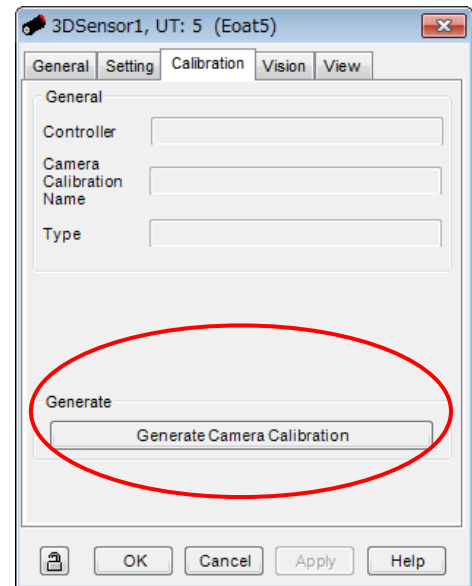 3DSensor1, UT: 5 (Eoat5)
General Setting Calibration Vision View
General
Controller
Camera
Calibration
Name
Type
Generate
Generate Camera Calibration
OK Cancel Apply Help